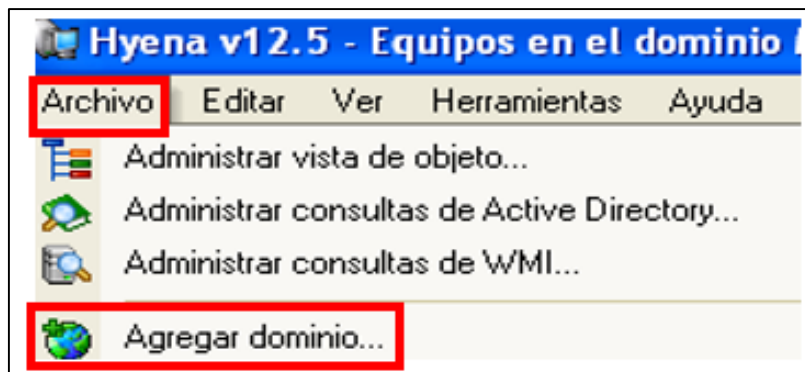 Hyena v12.5 - Equipos en el dominio
Archivo Editar Ver Herramientas Ayuda
Administrar vista de objeto...
Administrar consultas de Active Directory...
Administrar consultas de WMI...
Agregar dominio...